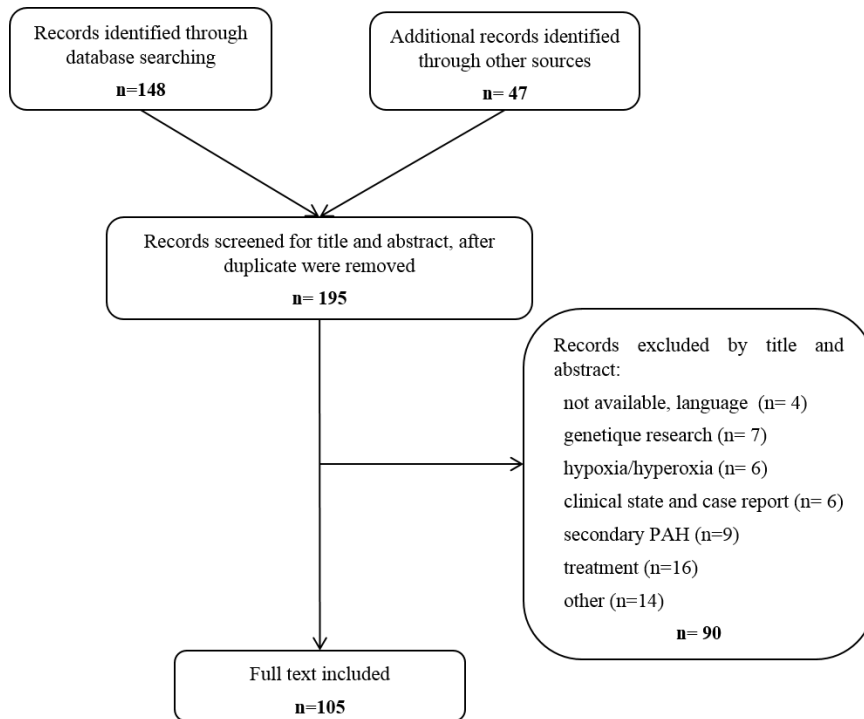 Records identified through
database searching
n=148
Additional records identified
through other sources
n= 47
Records screened for title and abstract, after
duplicate were removed
n= 195
Records excluded by title and
abstract:
not available, language (n= 4)
genetique research (n= 7)
hypoxia/hyperoxia (n= 6)
clinical state and case report (n= 6)
secondary PAH (n=9)
treatment (n=16)
other (n=14)
n= 90
Full text included
n=105